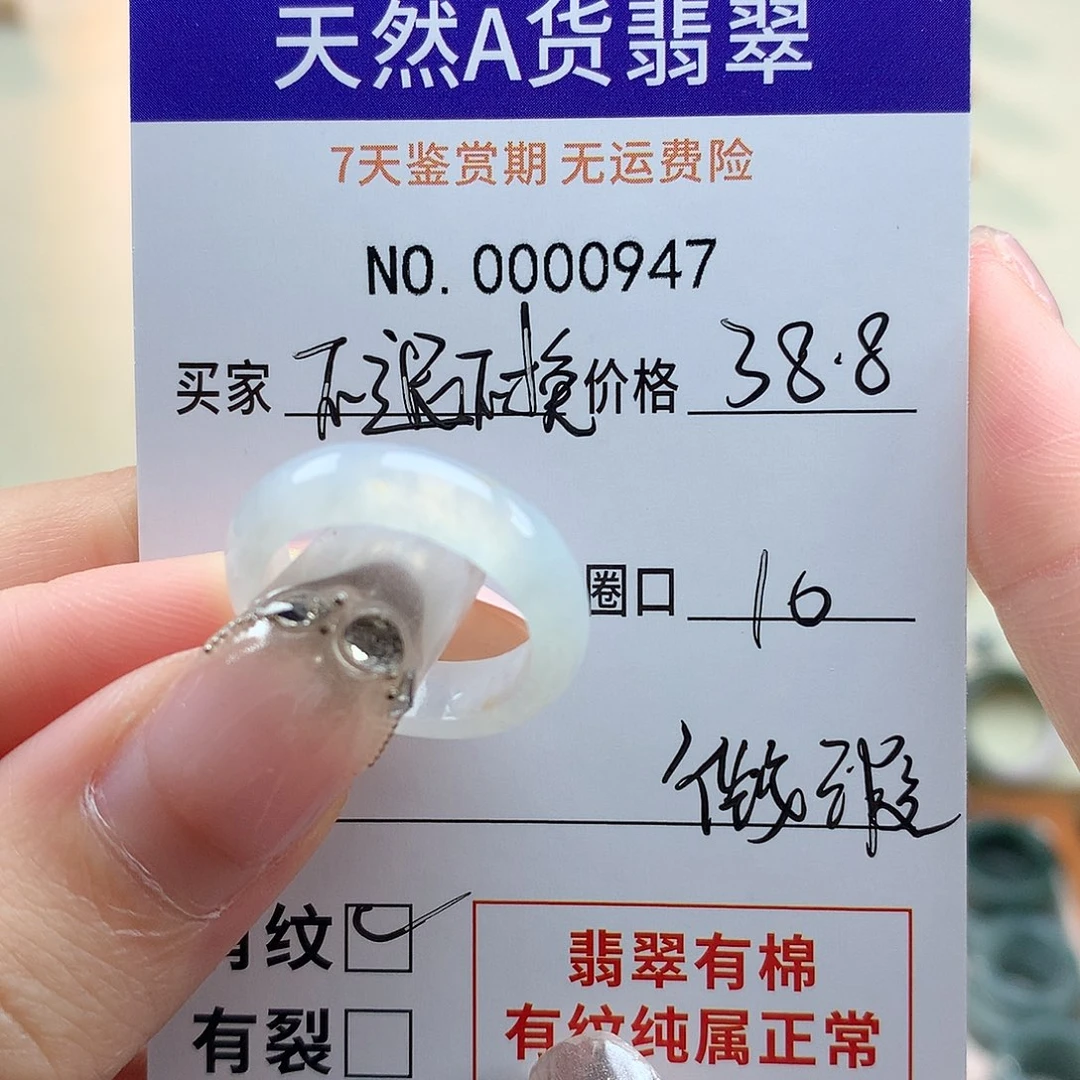 天然A货翡翠
7天鉴赏期 无运费险
NO. 0000947
买家 不退不换 价格 38.8
圈口 16
微瑕
有纹
翡翠有棉
有裂
有纹纯属正常